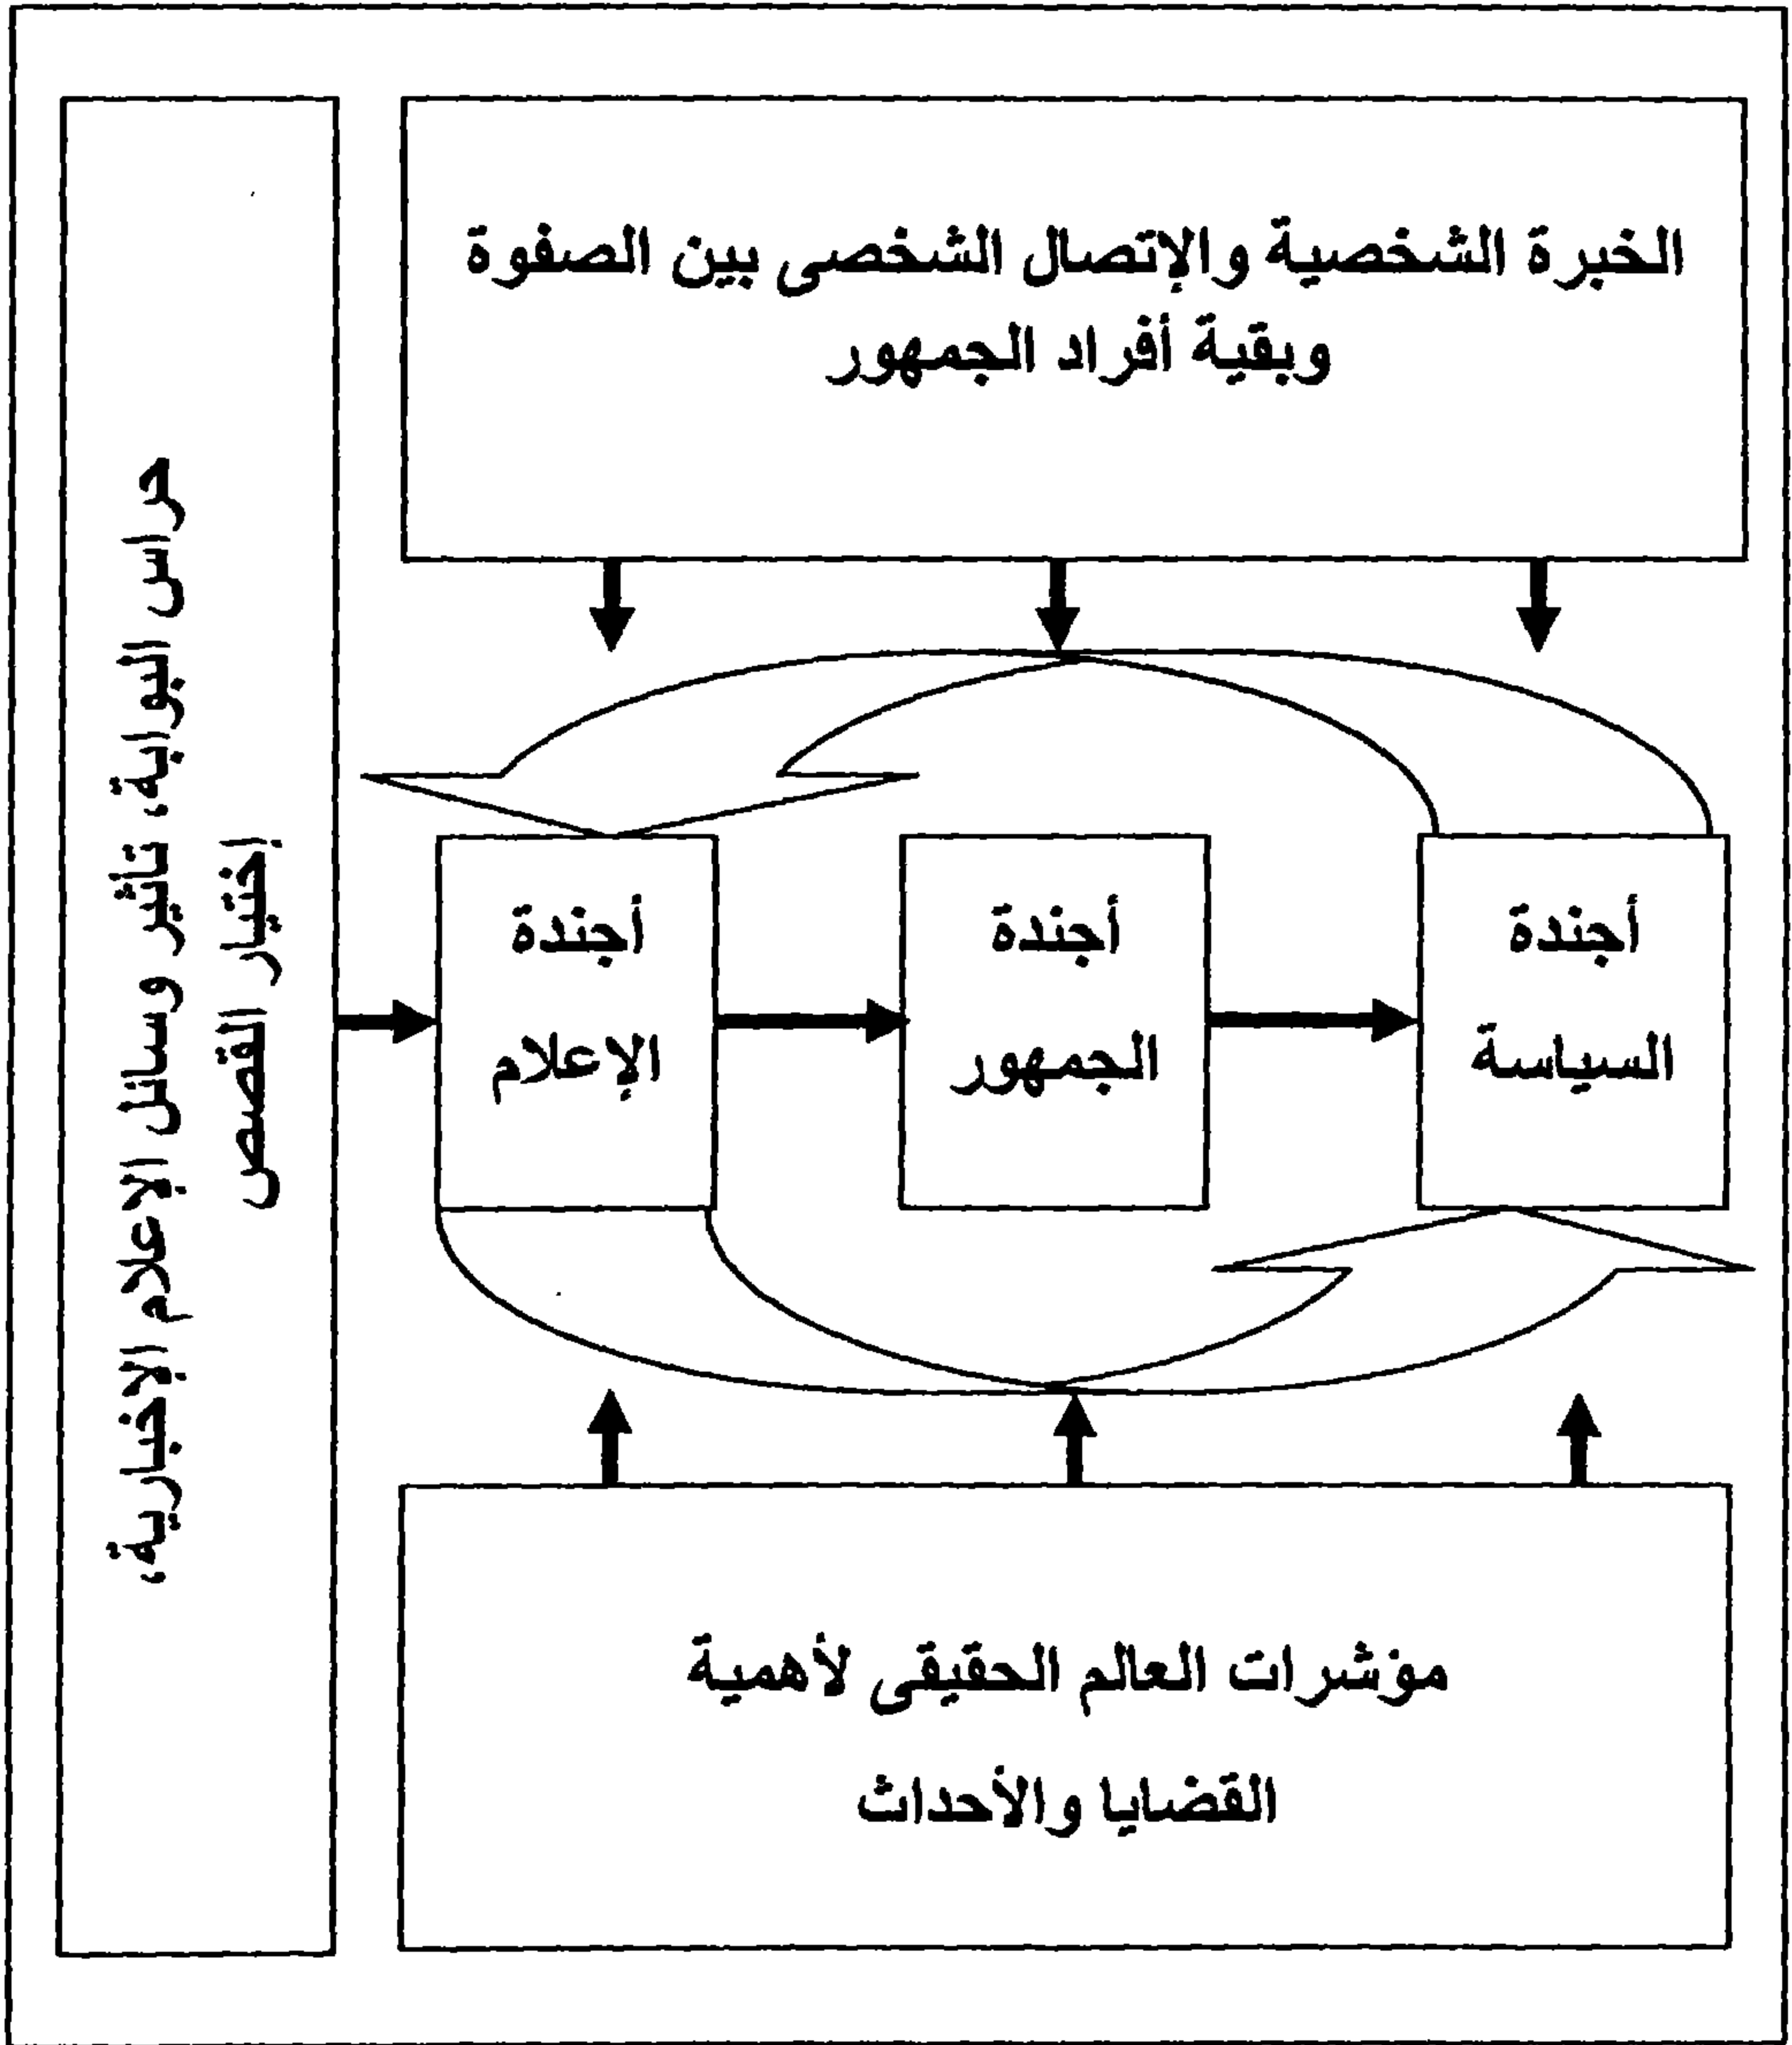 الخبرة الشخصية والإتصال الشخصى بين الصفوة
وبقية أفراد الجمهور
حراس البوابة، تأثير وسائل الإعلام الإخبارية،
إختيار القصص
أجندة
الإعلام
أجندة
الجمهور
أجندة
السياسة
مؤشرات العالم الحقيقى لأهمية
القضايا والأحداث